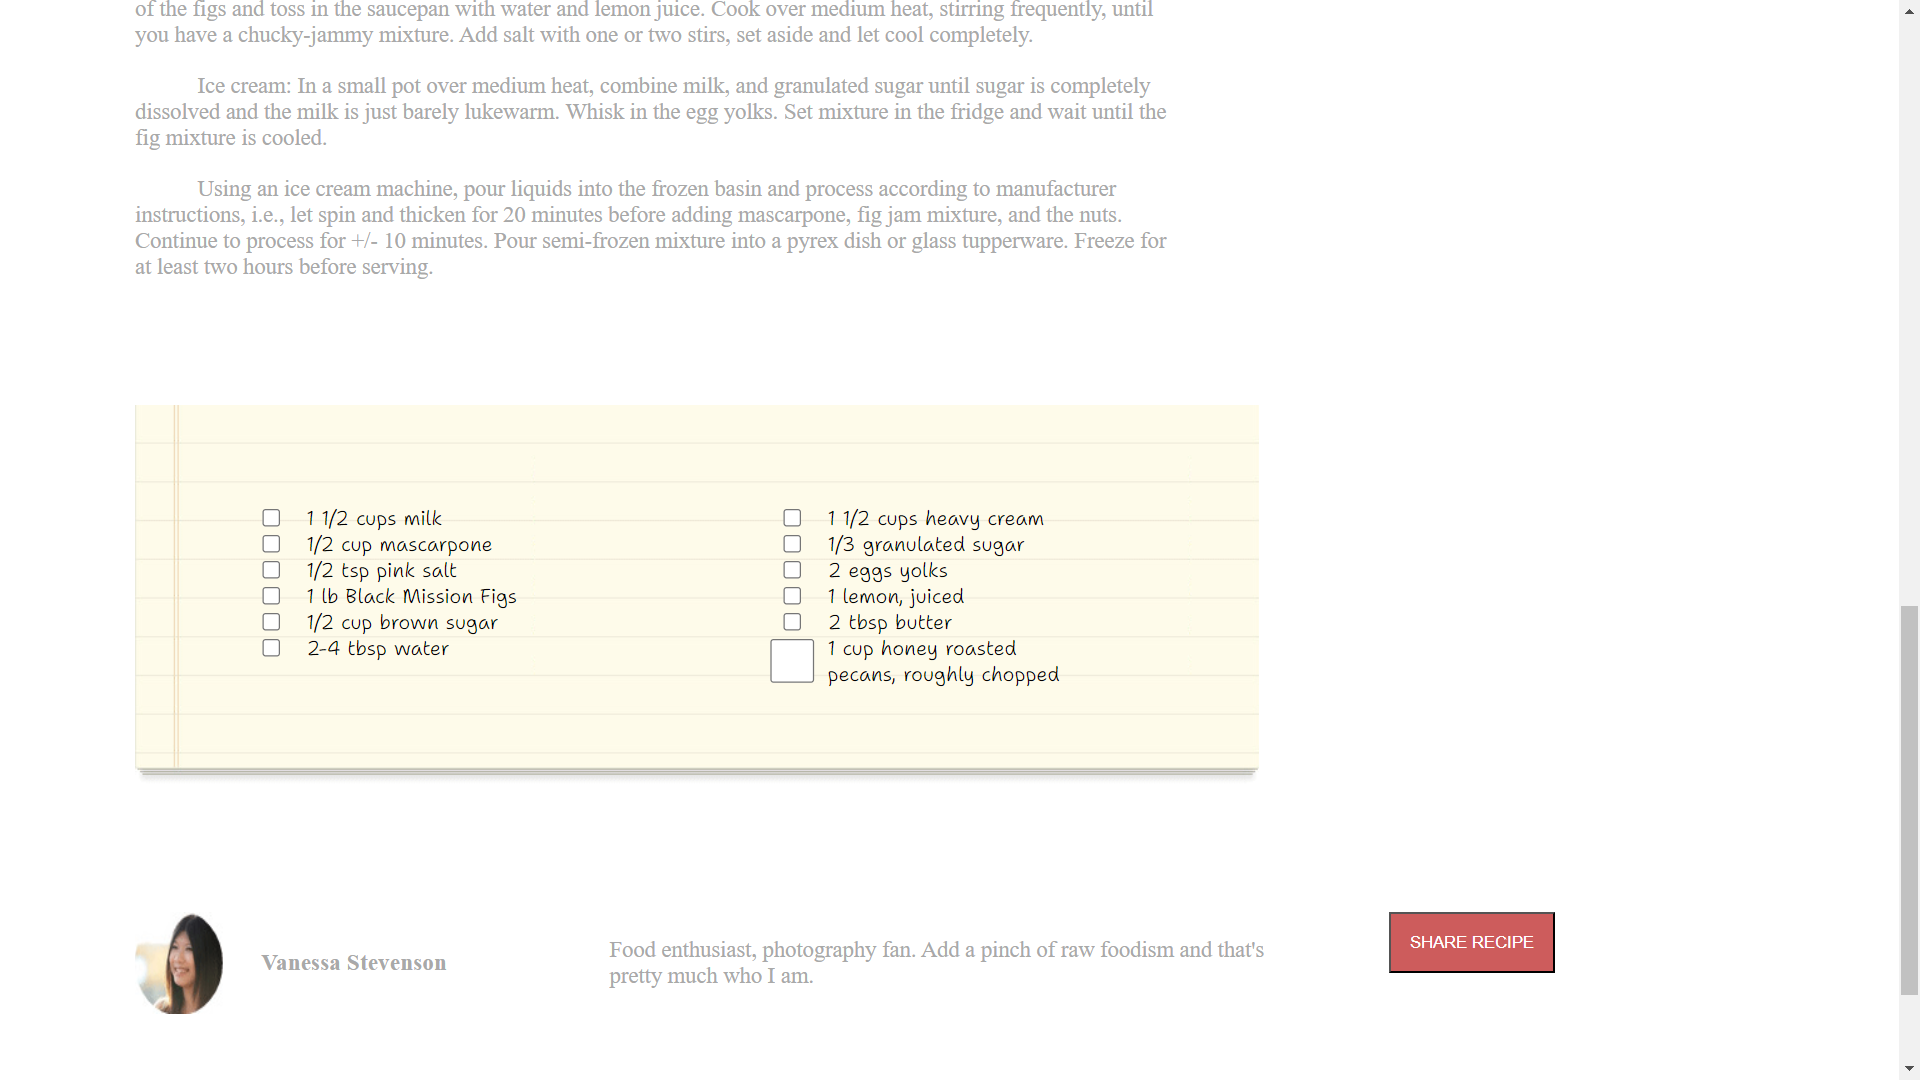 of the figs and toss in the saucepan with water and lemon juice. Cook over medium heat, stirring frequently, until
you have a chucky-jammy mixture. Add salt with one or two stirs, set aside and let cool completely.
Ice cream: In a small pot over medium heat, combine milk, and granulated sugar until sugar is completely
dissolved and the milk is just barely lukewarm. Whisk in the egg yolks. Set mixture in the fridge and wait until the
fig mixture is cooled.
Using an ice cream machine, pour liquids into the frozen basin and process according to manufacturer
instructions, i.e., let spin and thicken for 20 minutes before adding mascarpone, fig jam mixture, and the nuts.
Continue to process for +/- 10 minutes. Pour semi-frozen mixture into a pyrex dish or glass tupperware. Freeze for
at least two hours before serving.
1 1/2 cups milk
1/2 cup mascarpone
1/2 tsp pink salt
1 lb Black Mission Figs
1/2 cup brown sugar
2-4 tbsp water
1 1/2 cups heavy cream
1/3 granulated sugar
2 eggs yolks
1 lemon, juiced
2 tbsp butter
1 cup honey roasted
pecans, roughly chopped
Vanessa Stevenson
Food enthusiast, photography fan. Add a pinch of raw foodism and that's
pretty much who I am.
SHARE RECIPE